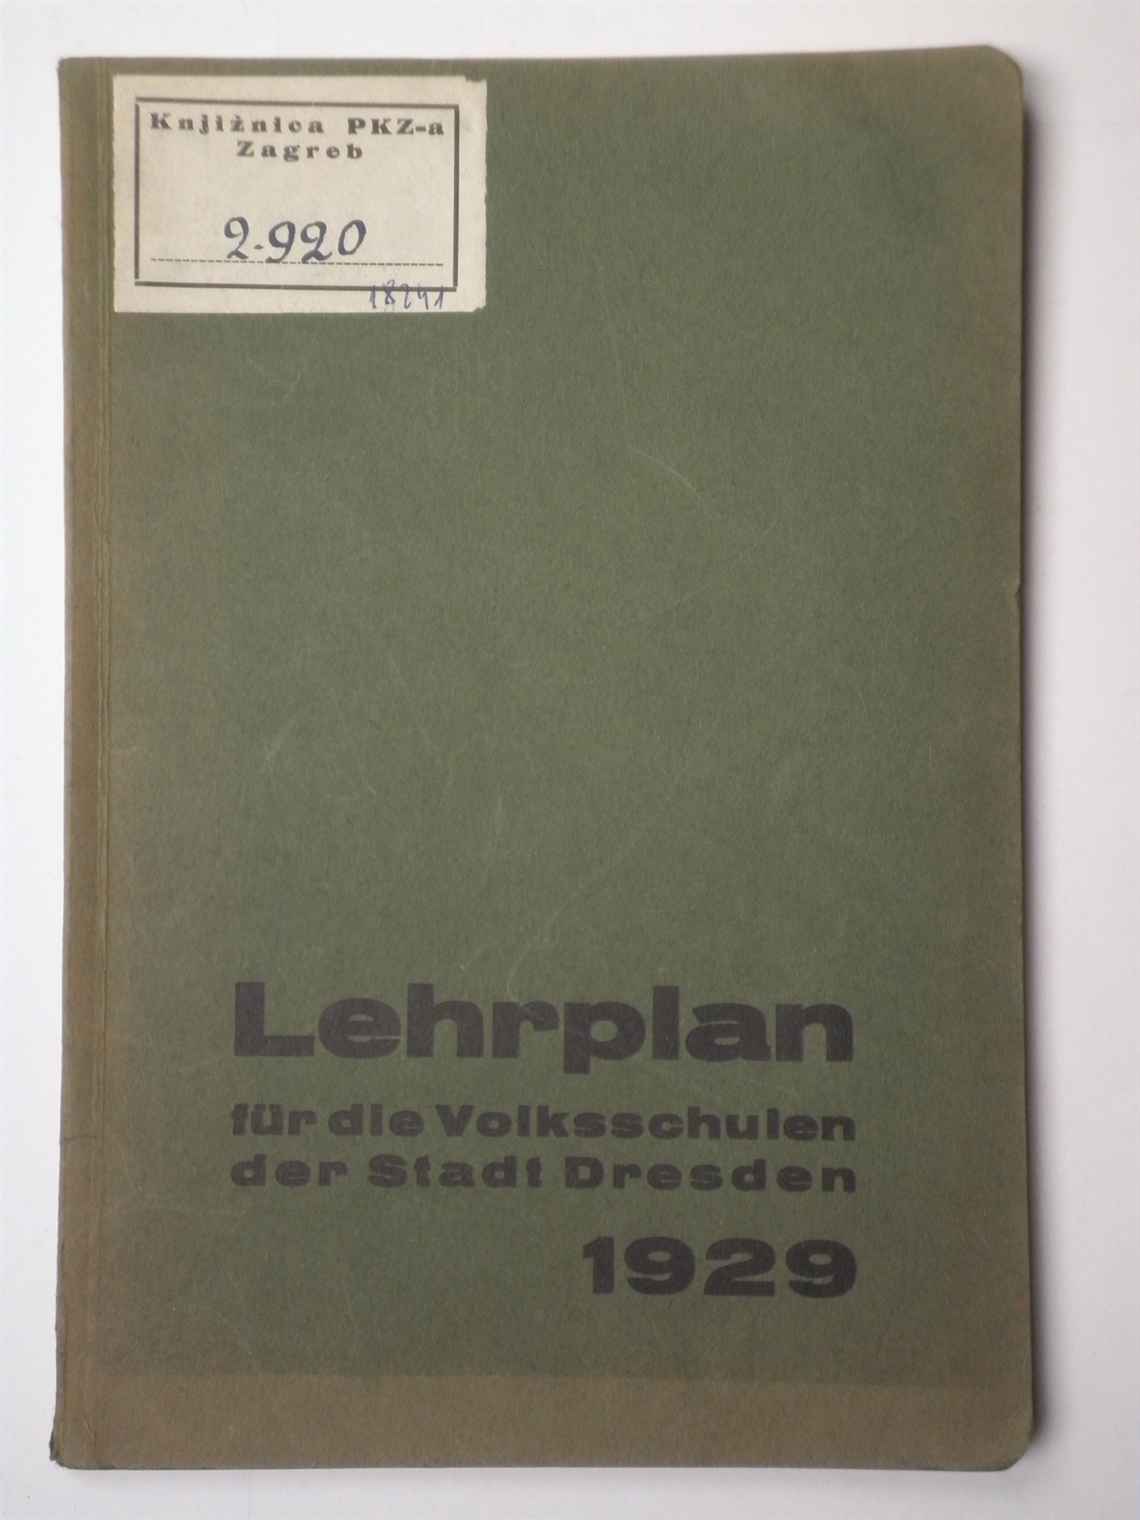 Knjižnica PKZ-a
Zagreb
2.920
18241
Lehrplan
für die Volksschulen
der Stadt Dresden
1929